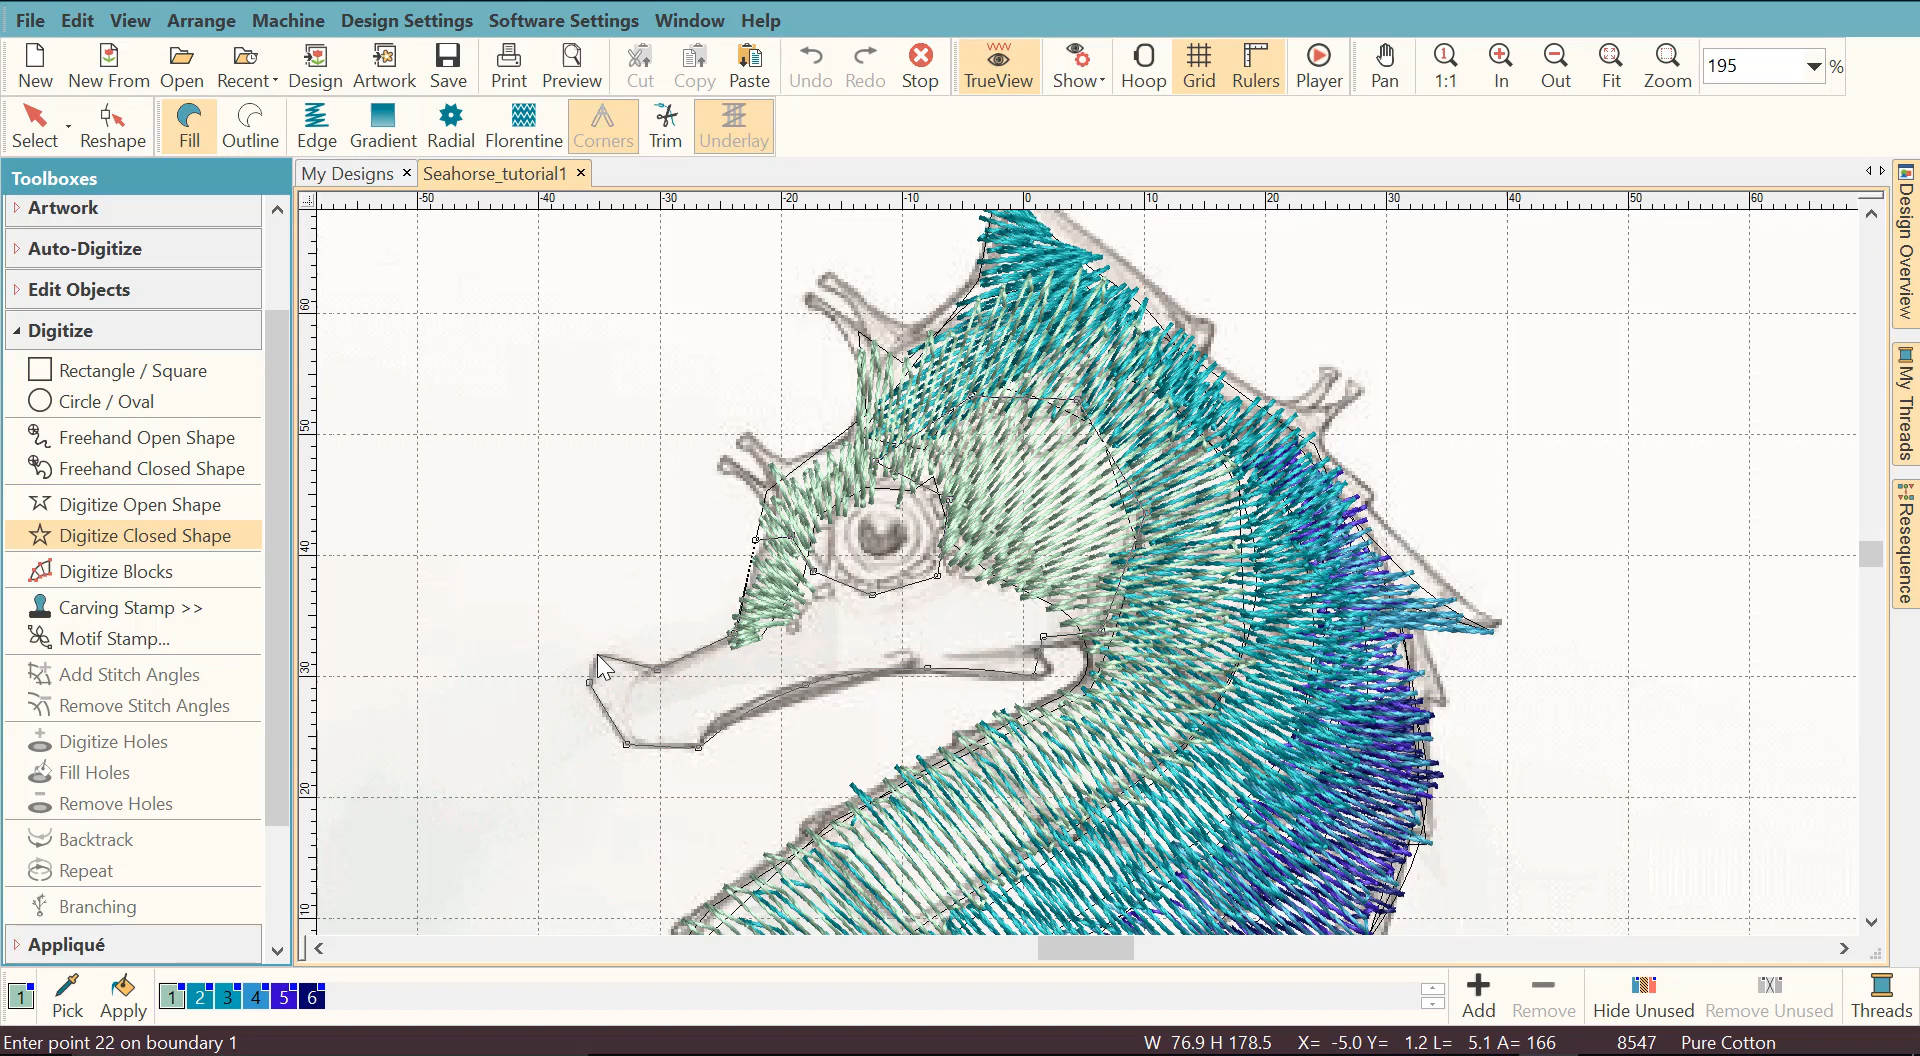 File Edit View Arrange Machine Design Settings Software Settings Window Help
New New From Open Recent Design Artwork Save Print Preview Cut Copy Paste Undo Redo Stop TrueView Show Hoop Grid Rulers Player Pan 1:1 In Out Fit Zoom 195 %
Select Reshape Fill Outline Edge Gradient Radial Florentine Corners Trim Underlay
Toolboxes
My Designs × Seahorse_tutorial1 ×
-50 -40 -30 -20 -10 0 10 20 30 40 50 60
Artwork
Auto-Digitize
Edit Objects
Digitize
Rectangle / Square
Circle / Oval
Freehand Open Shape
Freehand Closed Shape
Digitize Open Shape
Digitize Closed Shape
Digitize Blocks
Carving Stamp >>
Motif Stamp...
Add Stitch Angles
Remove Stitch Angles
Digitize Holes
Fill Holes
Remove Holes
Backtrack
Repeat
Branching
Appliqué
60
50
40
30
20
10
Design Overview
My Threads
Resequence
1 Pick Apply 1 2 3 4 5 6 Add Remove Hide Unused Remove Unused Threads
Enter point 22 on boundary 1 W 76.9 H 178.5 X= -5.0 Y= 1.2 L= 5.1 A= 166 8547 Pure Cotton